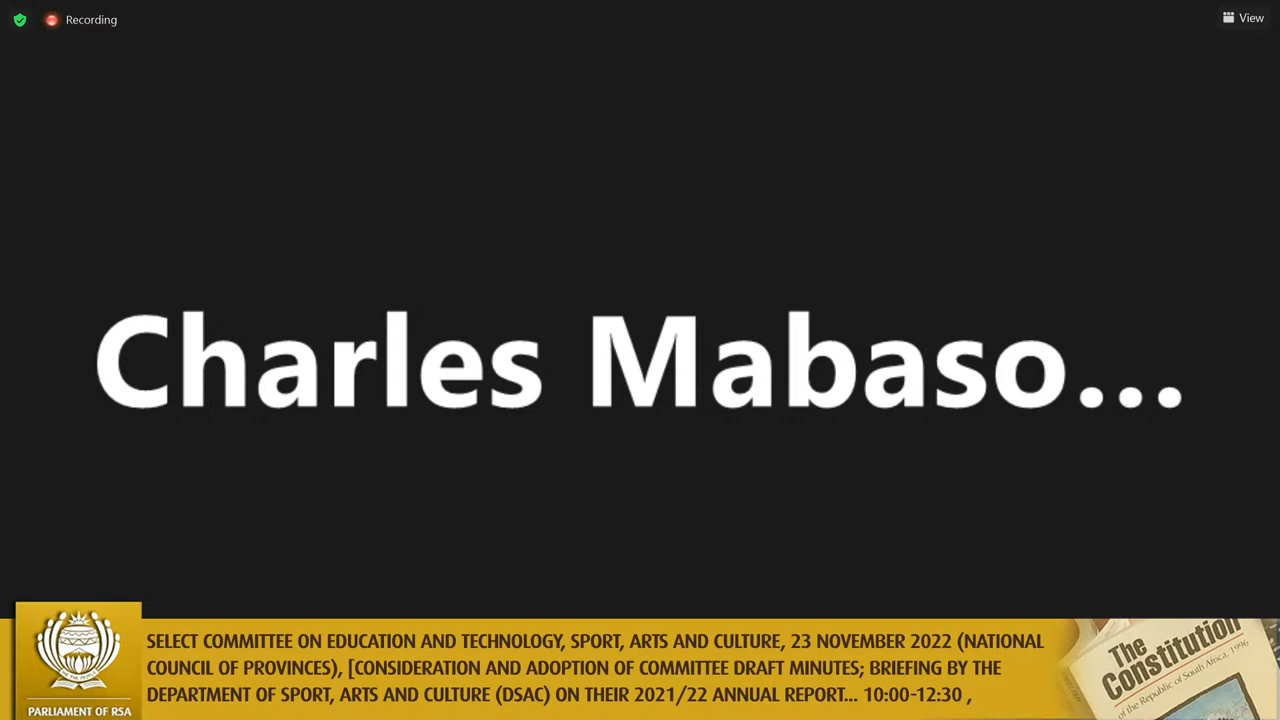 Recording
View
Charles Mabaso...
SELECT COMMITTEE ON EDUCATION AND TECHNOLOGY, SPORT, ARTS AND CULTURE, 23 NOVEMBER 2022 (NATIONAL
COUNCIL OF PROVINCES), [CONSIDERATION AND ADOPTION OF COMMITTEE DRAFT MINUTES; BRIEFING BY THE
DEPARTMENT OF SPORT, ARTS AND CULTURE (DSAC) ON THEIR 2021/22 ANNUAL REPORT... 10:00-12:30 ,
PARLIAMENT OF RSA
The
Constitution
of the Republic of South Africa, 1996